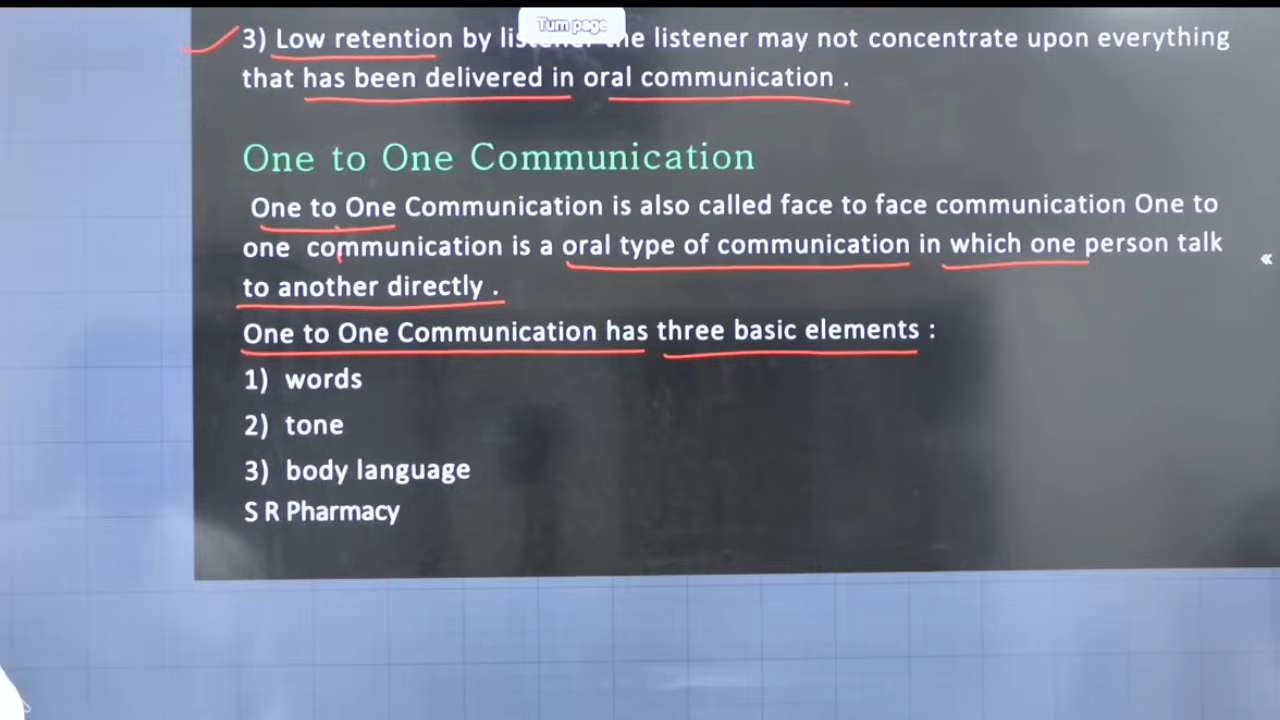 Turn page
3) Low retention by the listener may not concentrate upon everything
that has been delivered in oral communication .
One to One Communication
One to One Communication is also called face to face communication One to
one communication is a oral type of communication in which one person talk
to another directly .
One to One Communication has three basic elements :
1) words
2) tone
3) body language
S R Pharmacy
«